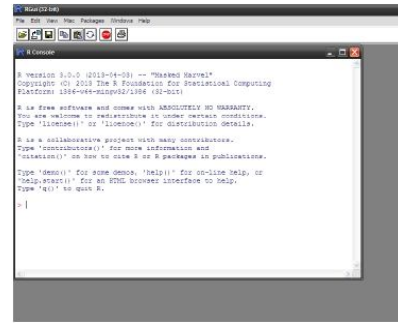 RGui (32-bit)
File Edit View Misc Packages Windows Help
R Console
R version 3.0.0 (2013-04-03) -- "Masked Marvel"
Copyright (C) 2013 The R Foundation for Statistical Computing
Platform: i386-w64-mingw32/i386 (32-bit)
R is free software and comes with ABSOLUTELY NO WARRANTY.
You are welcome to redistribute it under certain conditions.
Type 'license()' or 'licence()' for distribution details.
R is a collaborative project with many contributors.
Type 'contributors()' for more information and
'citation()' on how to cite R or R packages in publications.
Type 'demo()' for some demos, 'help()' for on-line help, or
'help.start()' for an HTML browser interface to help.
Type 'q()' to quit R.
>